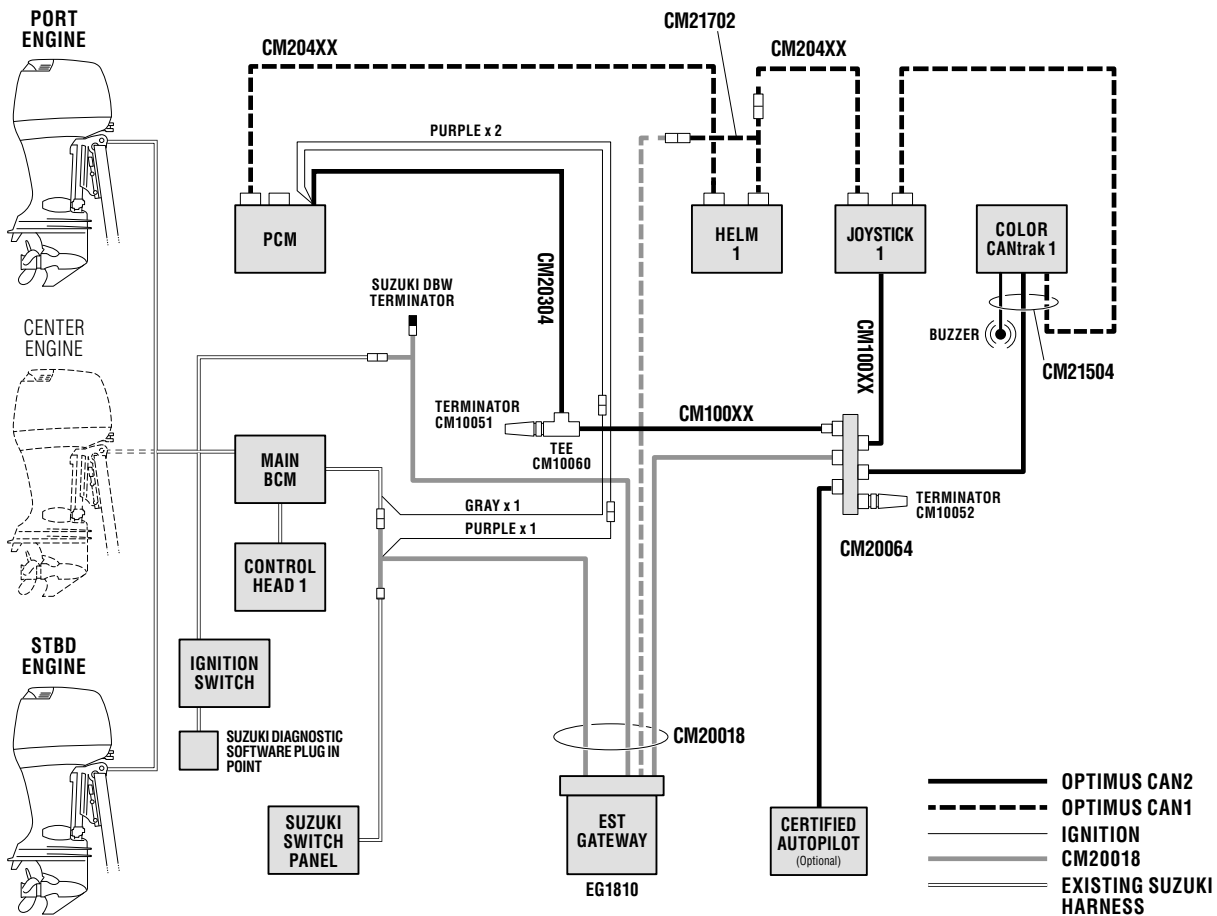 PORT
ENGINE
CENTER
ENGINE
STBD
ENGINE
CM204XX
CM21702
CM204XX
PURPLE x 2
PCM
HELM
1
JOYSTICK
1
COLOR
CANtrak 1
SUZUKI DBW
TERMINATOR
CM20304
BUZZER
CM21504
CM100XX
TERMINATOR
CM10051
TEE
CM10060
CM100XX
MAIN
BCM
GRAY x 1
PURPLE x 1
TERMINATOR
CM10052
CM20064
CONTROL
HEAD 1
IGNITION
SWITCH
SUZUKI DIAGNOSTIC
SOFTWARE PLUG IN
POINT
CM20018
SUZUKI
SWITCH
PANEL
EST
GATEWAY
EG1810
CERTIFIED
AUTOPILOT
(Optional)
OPTIMUS CAN2
OPTIMUS CAN1
IGNITION
CM20018
EXISTING SUZUKI
HARNESS